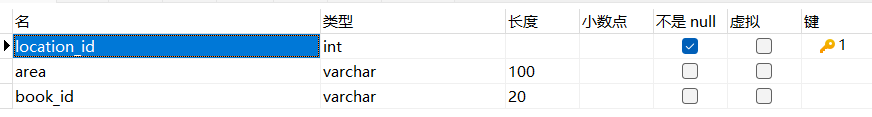 名 类型 长度 小数点 不是 null 虚拟 键
location_id int 1
area varchar 100
book_id varchar 20